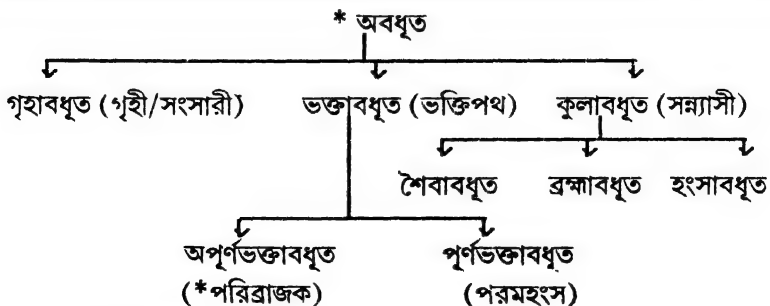 * অবধূত
গৃহাবধূত (গৃহী/সংসারী) ভক্তাবধূত (ভক্তিপথ) কুলাবধূত (সন্ন্যাসী)
শৈবাবধূত ব্রহ্মাবধূত হংসাবধূত
অপূর্ণভক্তাবধূত পূর্ণভক্তাবধূত
(*পরিব্রাজক) (পরমহংস)